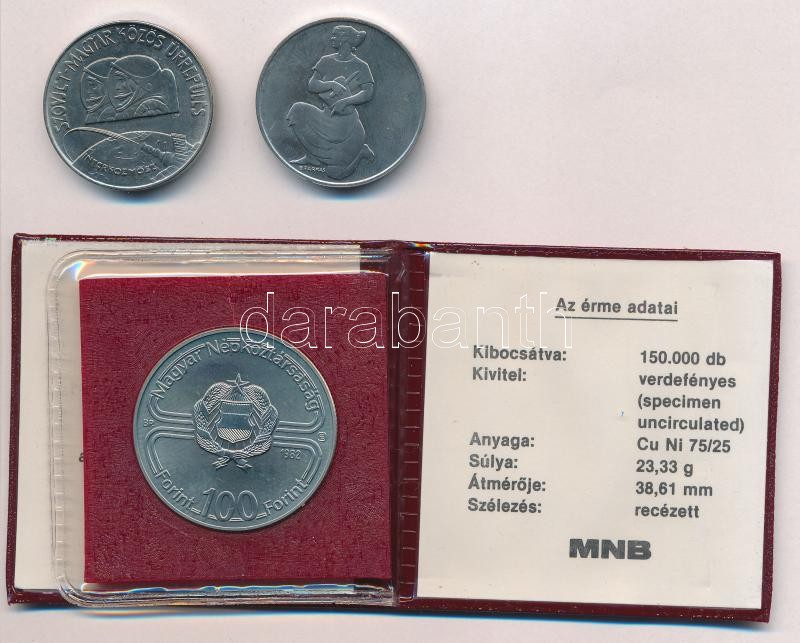 SZOVJET-MAGYAR KÖZÖS ŰRREPÜLÉS
INTERKOZMOSZ
darabanth
Magyar Népköztársaság
BP
1982
Forint 100 Forint
Az érme adatai
Kibocsátva: 150.000 db
Kivitel: verdefényes
(specimen
uncirculated)
Anyaga: Cu Ni 75/25
Súlya: 23,33 g
Átmérője: 38,61 mm
Szélezés: recézett
MNB